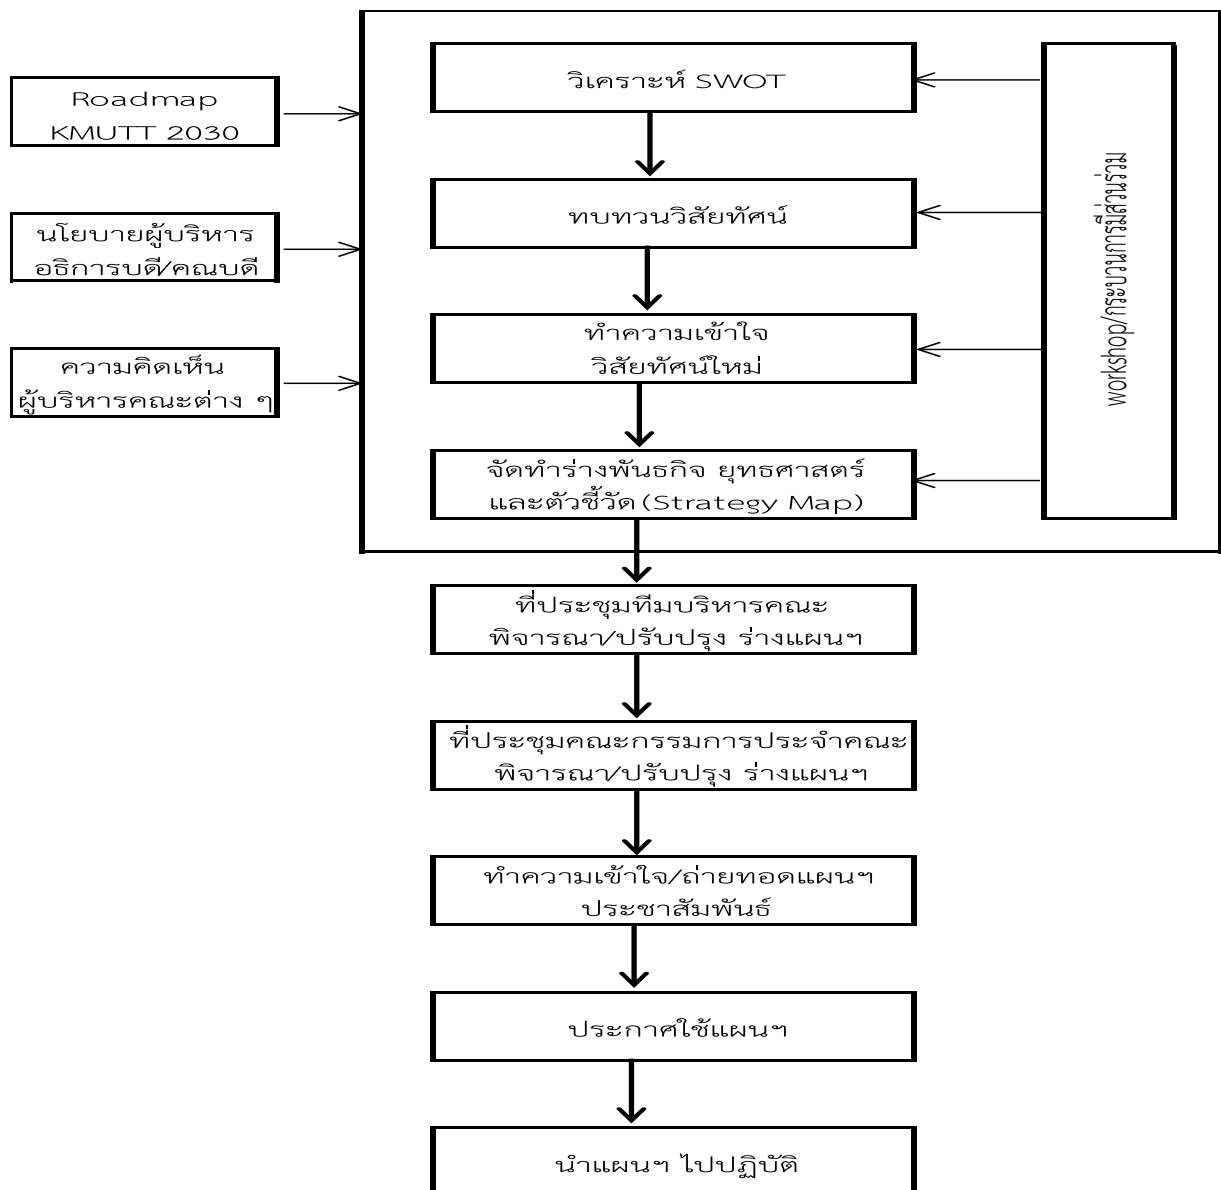 Roadmap
KMUTT 2030
นโยบายผู้บริหาร
อธิการบดี/คณบดี
ความคิดเห็น
ผู้บริหารคณะต่าง ๆ
วิเคราะห์ SWOT
ทบทวนวิสัยทัศน์
ทำความเข้าใจ
วิสัยทัศน์ใหม่
จัดทำร่างพันธกิจ ยุทธศาสตร์
และตัวชี้วัด (Strategy Map)
workshop/กระบวนการมีส่วนร่วม
ที่ประชุมทีมบริหารคณะ
พิจารณา/ปรับปรุง ร่างแผนฯ
ที่ประชุมคณะกรรมการประจำคณะ
พิจารณา/ปรับปรุง ร่างแผนฯ
ทำความเข้าใจ/ถ่ายทอดแผนฯ
ประชาสัมพันธ์
ประกาศใช้แผนฯ
นำแผนฯ ไปปฏิบัติ